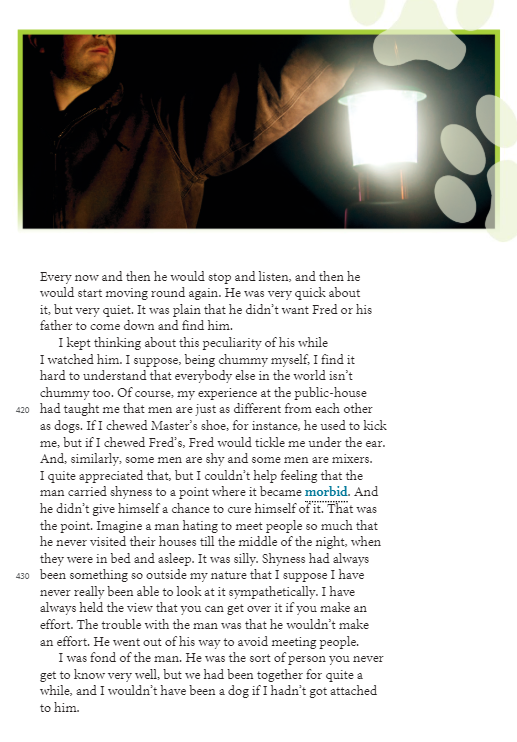 Every now and then he would stop and listen, and then he
would start moving round again. He was very quick about
it, but very quiet. It was plain that he didn't want Fred or his
father to come down and find him.
I kept thinking about this peculiarity of his while
I watched him. I suppose, being chummy myself, I find it
hard to understand that everybody else in the world isn't
chummy too. Of course, my experience at the public-house
420 had taught me that men are just as different from each other
as dogs. If I chewed Master's shoe, for instance, he used to kick
me, but if I chewed Fred's, Fred would tickle me under the ear.
And, similarly, some men are shy and some men are mixers.
I quite appreciated that, but I couldn't help feeling that the
man carried shyness to a point where it became morbid. And
he didn't give himself a chance to cure himself of it. That was
the point. Imagine a man hating to meet people so much that
he never visited their houses till the middle of the night, when
they were in bed and asleep. It was silly. Shyness had always
430 been something so outside my nature that I suppose I have
never really been able to look at it sympathetically. I have
always held the view that you can get over it if you make an
effort. The trouble with the man was that he wouldn't make
an effort. He went out of his way to avoid meeting people.
I was fond of the man. He was the sort of person you never
get to know very well, but we had been together for quite a
while, and I wouldn't have been a dog if I hadn't got attached
to him.